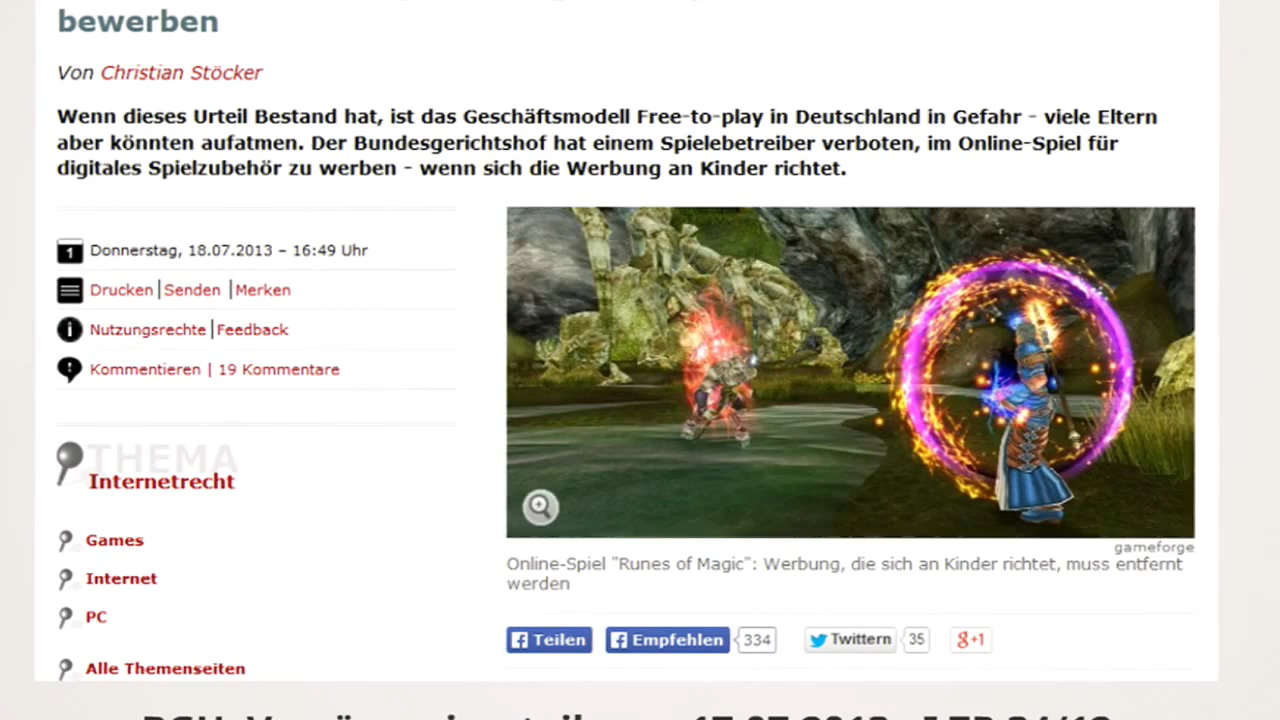 bewerben
Von Christian Stöcker
Wenn dieses Urteil Bestand hat, ist das Geschäftsmodell Free-to-play in Deutschland in Gefahr - viele Eltern
aber könnten aufatmen. Der Bundesgerichtshof hat einem Spielebetreiber verboten, im Online-Spiel für
digitales Spielzubehör zu werben - wenn sich die Werbung an Kinder richtet.
1 Donnerstag, 18.07.2013 – 16:49 Uhr
Drucken | Senden | Merken
Nutzungsrechte | Feedback
Kommentieren | 19 Kommentare
THEMA
Internetrecht
Games
Internet
PC
Alle Themenseiten
gameforge
Online-Spiel "Runes of Magic": Werbung, die sich an Kinder richtet, muss entfernt
werden
Teilen Empfehlen 334 Twittern 35 g+1